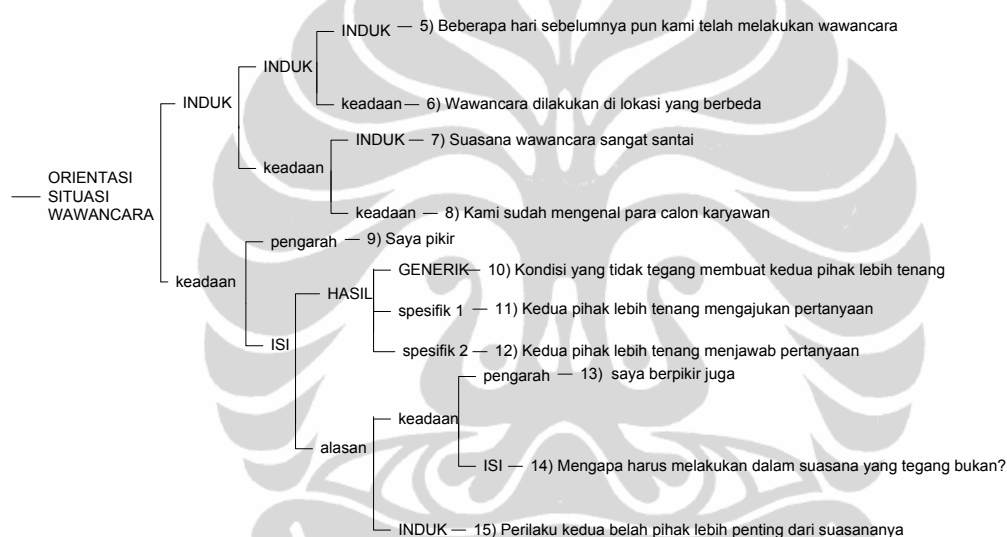 INDUK — 5) Beberapa hari sebelumnya pun kami telah melakukan wawancara
INDUK
keadaan — 6) Wawancara dilakukan di lokasi yang berbeda
INDUK
INDUK — 7) Suasana wawancara sangat santai
keadaan
keadaan — 8) Kami sudah mengenal para calon karyawan
ORIENTASI
SITUASI
WAWANCARA
pengarah — 9) Saya pikir
keadaan
GENERIK — 10) Kondisi yang tidak tegang membuat kedua pihak lebih tenang
HASIL
spesifik 1 — 11) Kedua pihak lebih tenang mengajukan pertanyaan
ISI
spesifik 2 — 12) Kedua pihak lebih tenang menjawab pertanyaan
pengarah — 13) saya berpikir juga
keadaan
alasan
ISI — 14) Mengapa harus melakukan dalam suasana yang tegang bukan?
INDUK — 15) Perilaku kedua belah pihak lebih penting dari suasananya